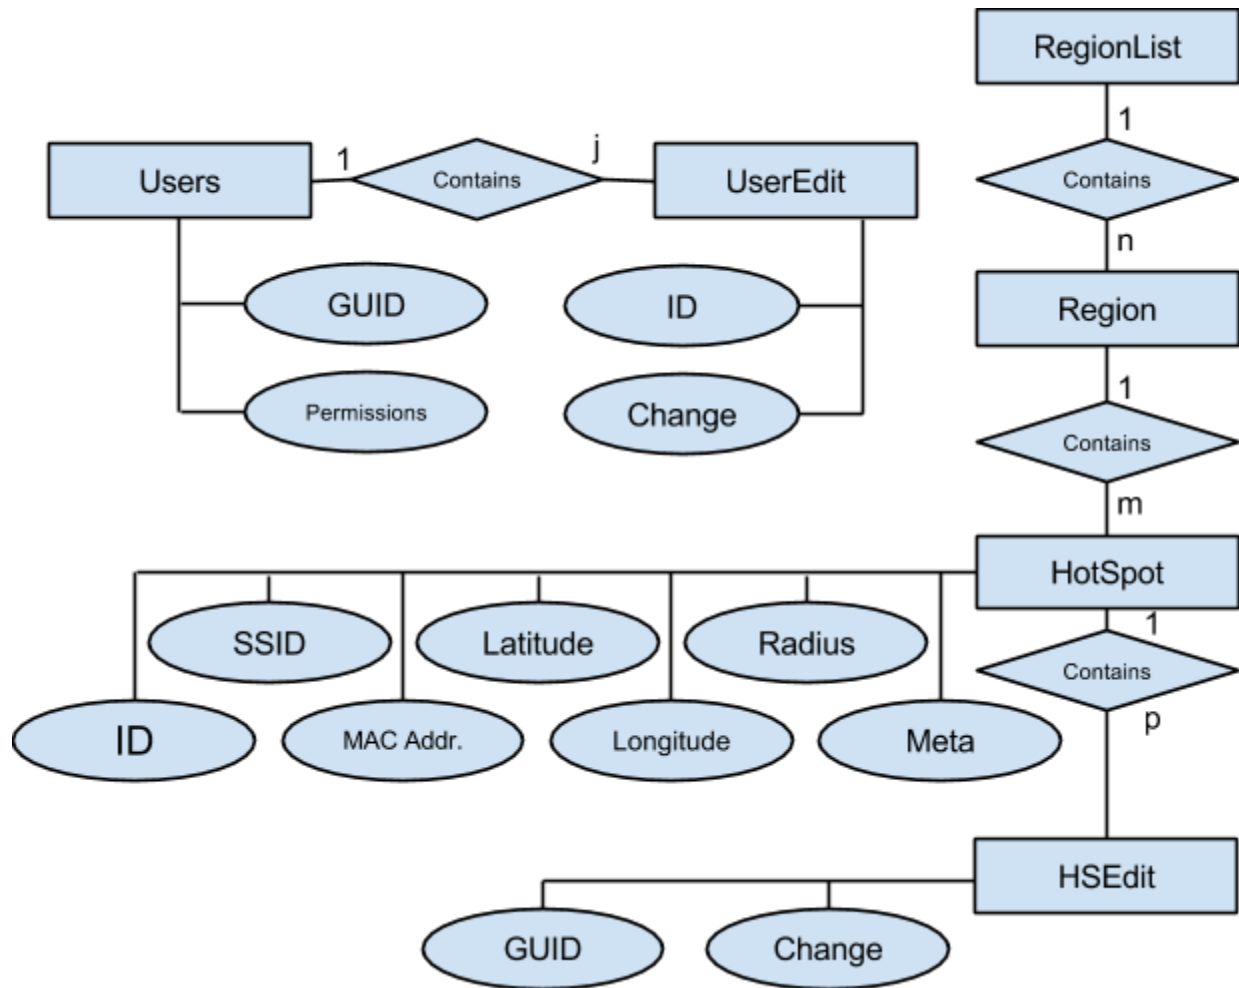 RegionList
1
Contains
n
Users
1
Contains
j
UserEdit
GUID
Permissions
ID
Change
Region
1
Contains
m
HotSpot
SSID
Latitude
Radius
ID
MAC Addr.
Longitude
Meta
1
Contains
p
HSEdit
GUID
Change